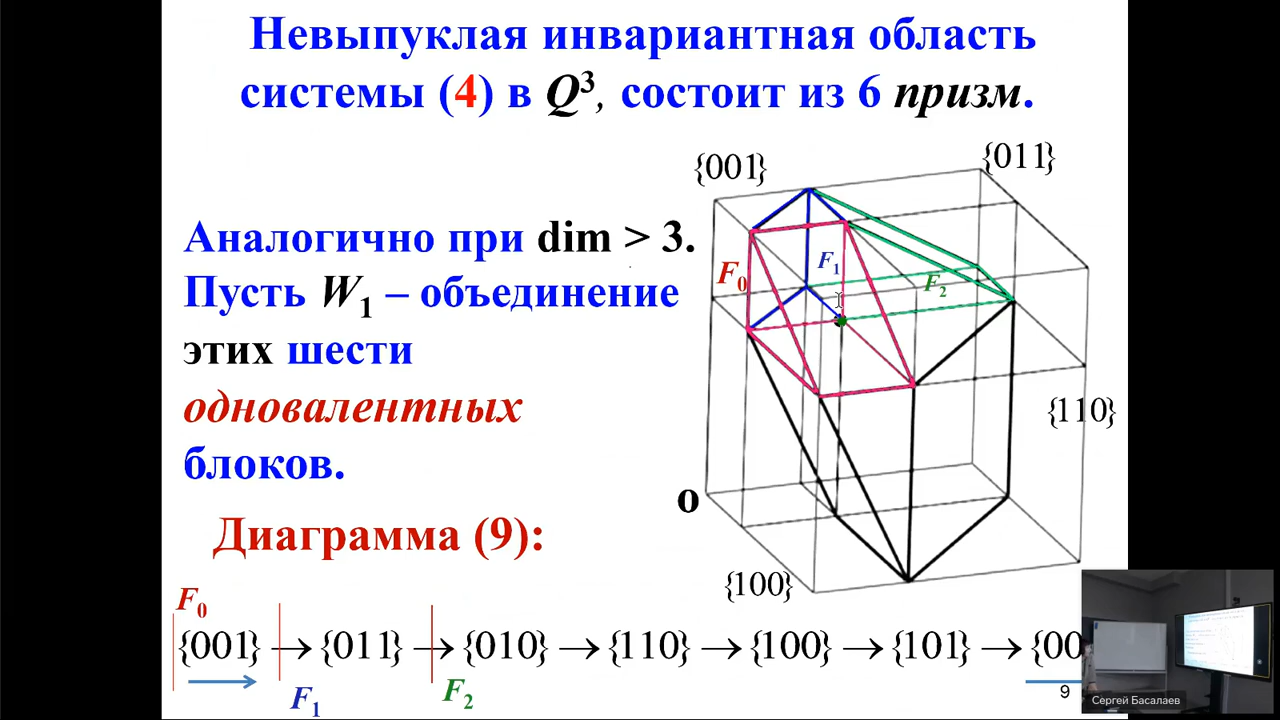 Невыпуклая инвариантная область
системы (4) в Q³, состоит из 6 призм.
{001}
{011}
Аналогично при dim > 3.
F₀
F₁
F₂
Пусть W₁ – объединение
этих шести
{110}
одновалентных
блоков.
O
Диаграмма (9):
{100}
F₀
{001} → {011} → {010} → {110} → {100} → {101} → {00
F₁
F₂
9
Сергей Басалаев